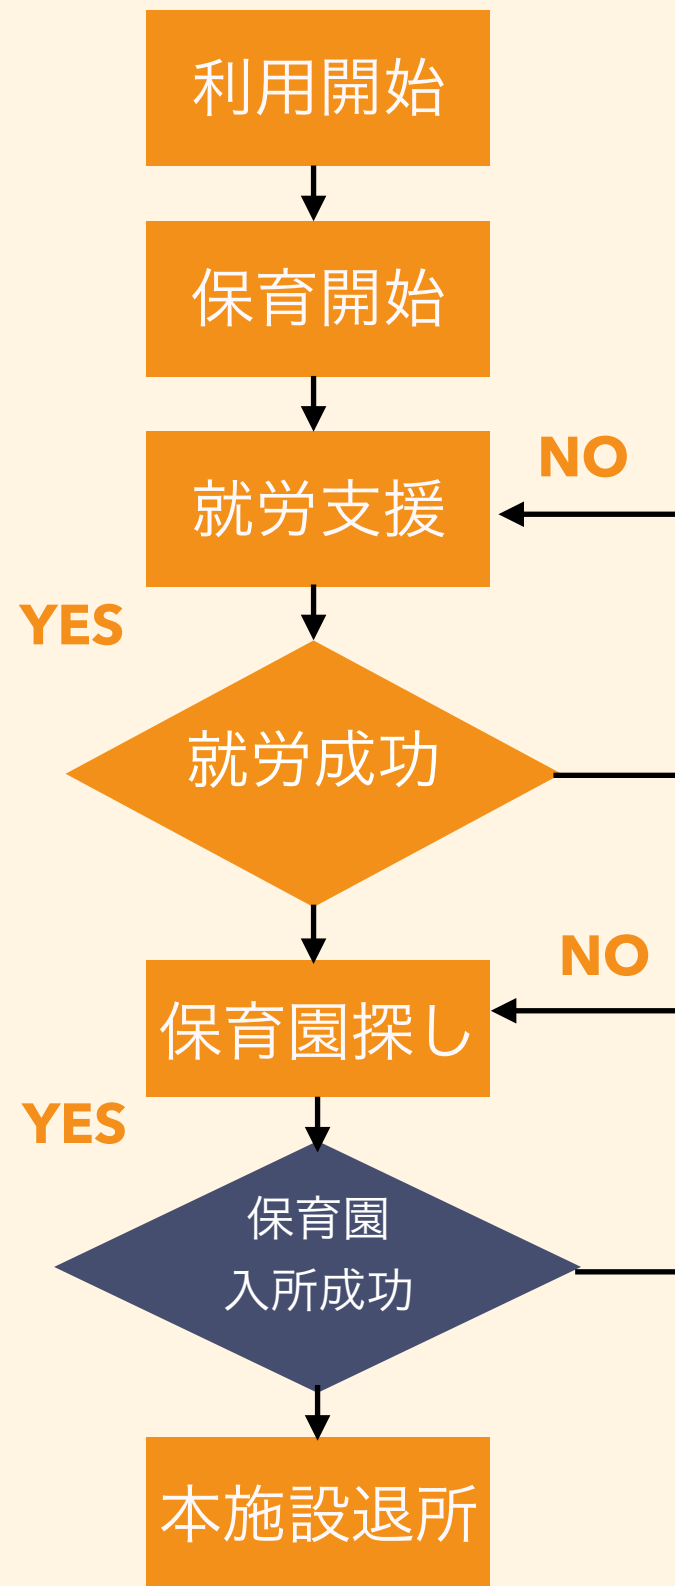 利用開始
保育開始
就労支援
NO
YES
就労成功
保育園探し
NO
YES
保育園
入所成功
本施設退所